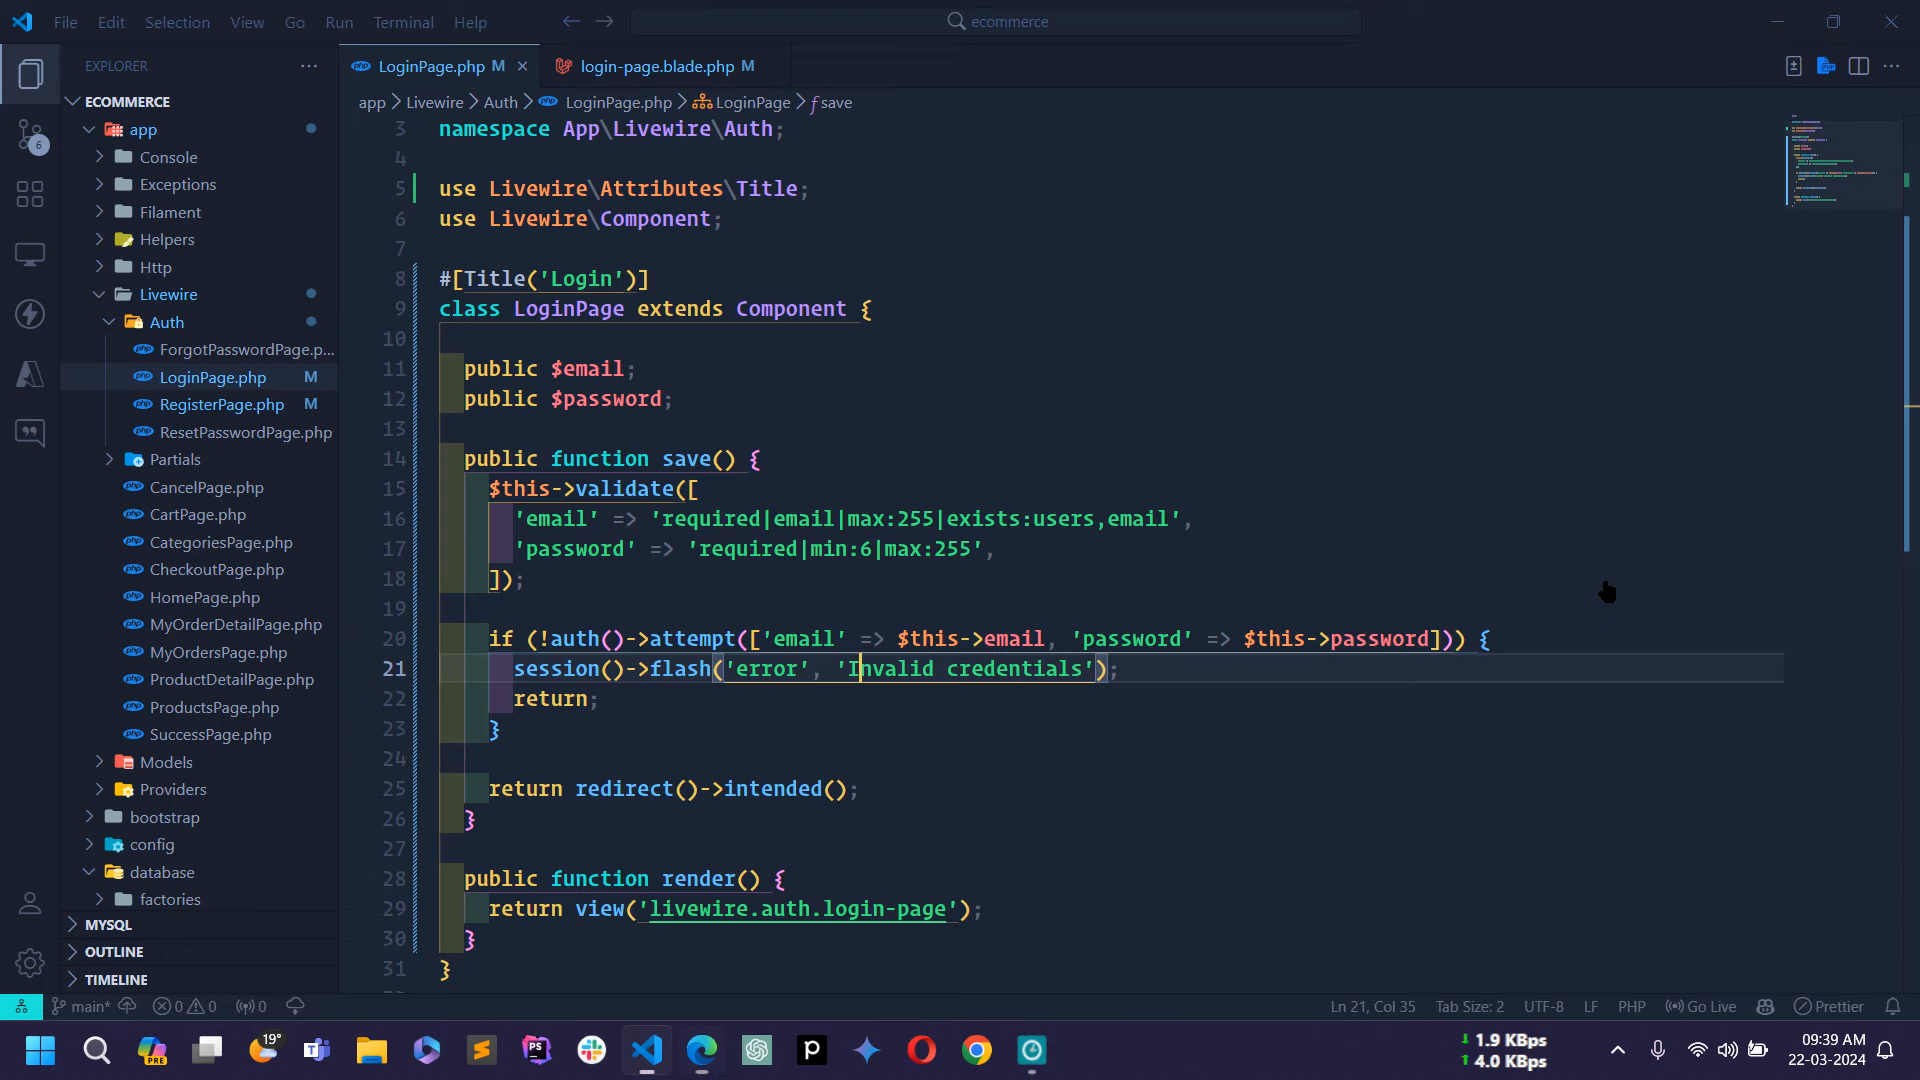 File Edit Selection View Go Run Terminal Help
ecommerce
EXPLORER
LoginPage.php M
login-page.blade.php M
app > Livewire > Auth > LoginPage.php > LoginPage > save
ECOMMERCE
app
Console
Exceptions
Filament
Helpers
Http
Livewire
Auth
ForgotPasswordPage.p...
LoginPage.php M
RegisterPage.php M
ResetPasswordPage.php
Partials
CancelPage.php
CartPage.php
CategoriesPage.php
CheckoutPage.php
HomePage.php
MyOrderDetailPage.php
MyOrdersPage.php
ProductDetailPage.php
ProductsPage.php
SuccessPage.php
Models
Providers
bootstrap
config
database
factories
MYSQL
OUTLINE
TIMELINE
6
3 namespace App\Livewire\Auth;
4
5 use Livewire\Attributes\Title;
6 use Livewire\Component;
7
8 #[Title('Login')]
9 class LoginPage extends Component {
10
11 public $email;
12 public $password;
13
14 public function save() {
15 $this->validate([
16 'email' => 'required|email|max:255|exists:users,email',
17 'password' => 'required|min:6|max:255',
18 ]);
19
20 if (!auth()->attempt(['email' => $this->email, 'password' => $this->password])) {
21 session()->flash('error', 'Invalid credentials');
22 return;
23 }
24
25 return redirect()->intended();
26 }
27
28 public function render() {
29 return view('livewire.auth.login-page');
30 }
31 }
main* 0 0 0
Ln 21, Col 35 Tab Size: 2 UTF-8 LF PHP Go Live Prettier
PRE
19°
PS
p
1.9 KBps
4.0 KBps
09:39 AM
22-03-2024